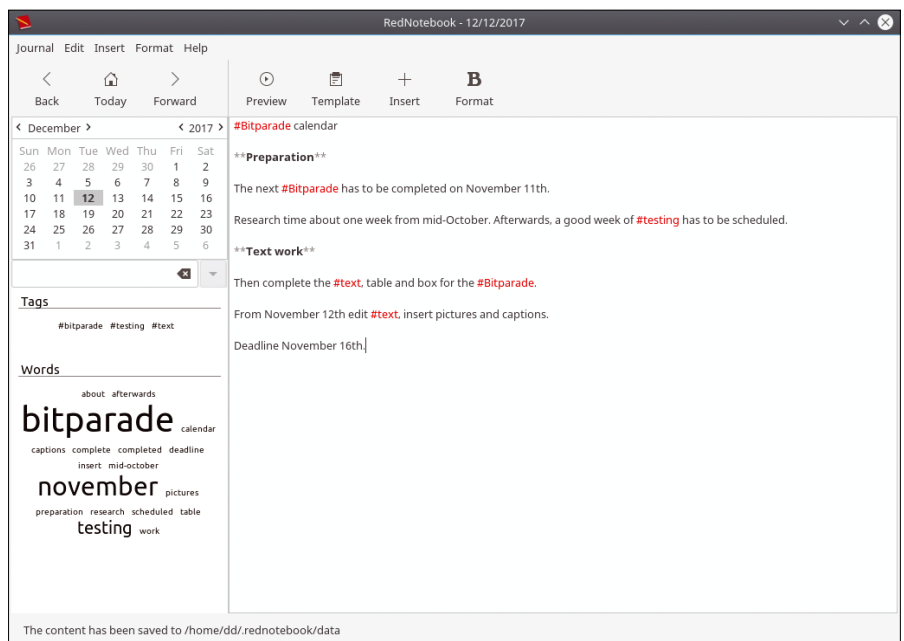 RedNotebook - 12/12/2017
Journal Edit Insert Format Help
Back Today Forward Preview Template Insert Format
December 2017
Sun Mon Tue Wed Thu Fri Sat
26 27 28 29 30 1 2
3 4 5 6 7 8 9
10 11 12 13 14 15 16
17 18 19 20 21 22 23
24 25 26 27 28 29 30
31 1 2 3 4 5 6
Tags
#bitparade #testing #text
Words
about afterwards
bitparade calendar
captions complete completed deadline
insert mid-october
november pictures
preparation research scheduled table
testing work
#Bitparade calendar
**Preparation**
The next #Bitparade has to be completed on November 11th.
Research time about one week from mid-October. Afterwards, a good week of #testing has to be scheduled.
**Text work**
Then complete the #text, table and box for the #Bitparade.
From November 12th edit #text, insert pictures and captions.
Deadline November 16th.
The content has been saved to /home/dd/.rednotebook/data